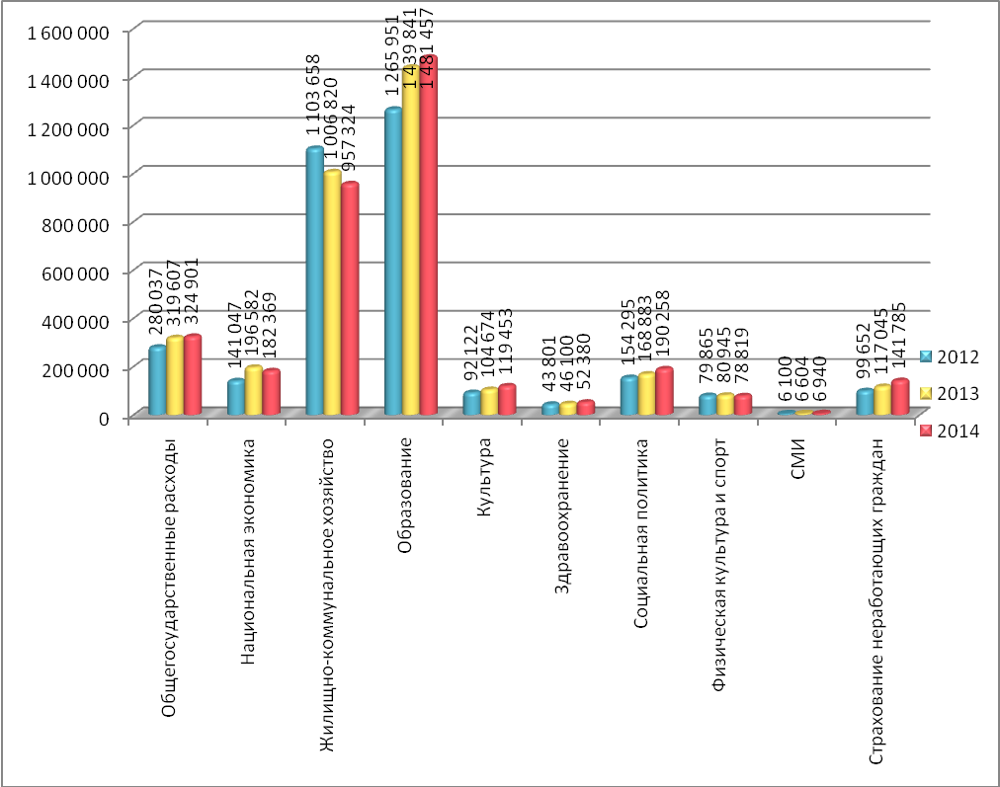 1 600 000
1 400 000
1 200 000
1 000 000
800 000
600 000
400 000
200 000
0
280 037
319 607
324 901
141 047
196 582
182 369
1 103 658
1 006 820
957 324
1 265 951
1 439 841
1 481 457
92 122
104 674
119 453
43 801
46 100
52 380
154 295
168 883
190 258
79 865
80 945
78 819
6 100
6 604
6 940
99 652
117 045
141 785
Общегосударственные расходы
Национальная экономика
Жилищно-коммунальное хозяйство
Образование
Культура
Здравоохранение
Социальная политика
Физическая культура и спорт
СМИ
Страхование неработающих граждан
2012
2013
2014